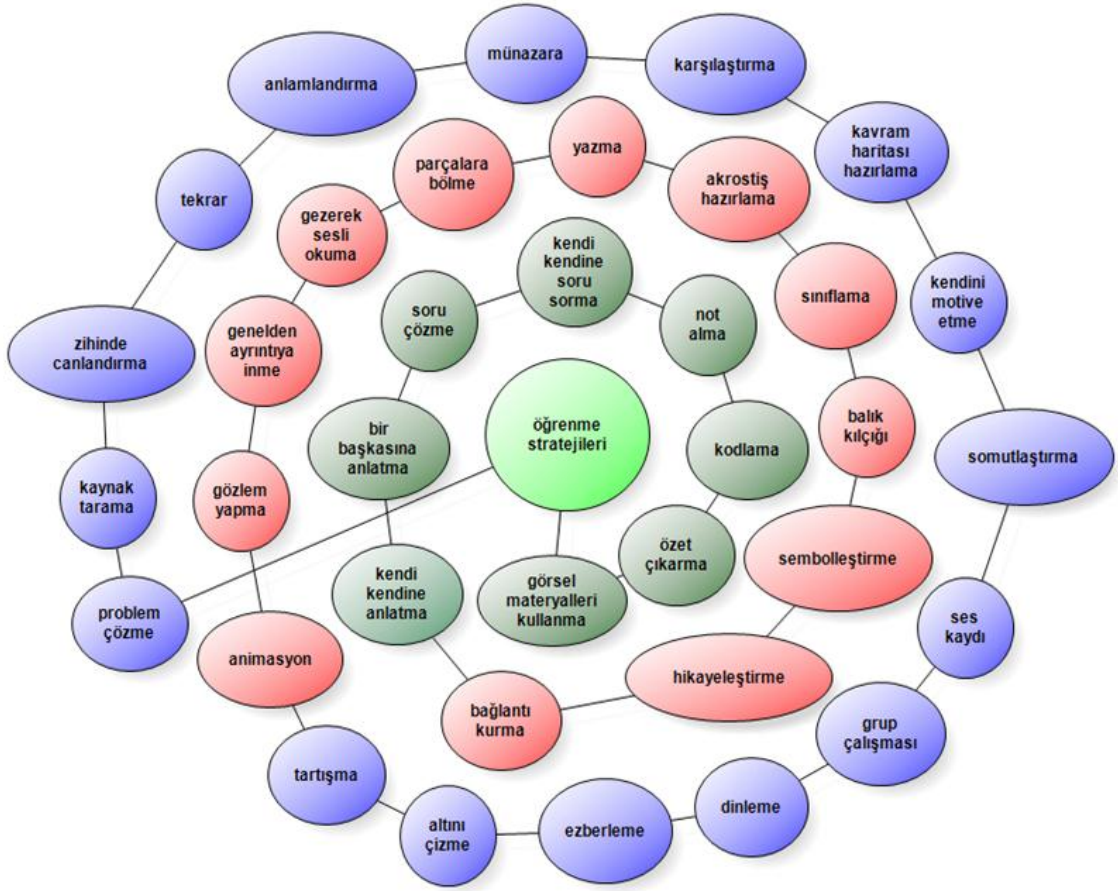 münazara
karşılaştırma
anlamlandırma
kavram
haritası
hazırlama
yazma
parçalara
bölme
akrostiş
hazırlama
tekrar
gezerek
sesli
okuma
kendi
kendine
soru
sorma
sınıflama
kendini
motive
etme
soru
çözme
not
alma
zihinde
canlandırma
genelden
ayrıntıya
inme
öğrenme
stratejileri
balık
kılçığı
bir
başkasına
anlatma
kodlama
somutlaştırma
kaynak
tarama
gözlem
yapma
özet
çıkarma
sembolleştirme
kendi
kendine
anlatma
görsel
materyalleri
kullanma
problem
çözme
ses
kaydı
animasyon
hikayeleştirme
bağlantı
kurma
grup
çalışması
tartışma
dinleme
altını
çizme
ezberleme